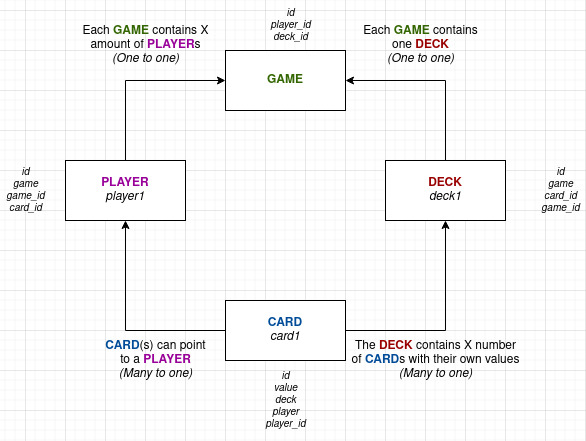 id
player_id
deck_id
Each GAME contains X
amount of PLAYERs
(One to one)
Each GAME contains
one DECK
(One to one)
GAME
id
game
game_id
card_id
PLAYER
player1
DECK
deck1
id
game
card_id
game_id
CARD
card1
CARD(s) can point
to a PLAYER
(Many to one)
The DECK contains X number
of CARDs with their own values
(Many to one)
id
value
deck
player
player_id